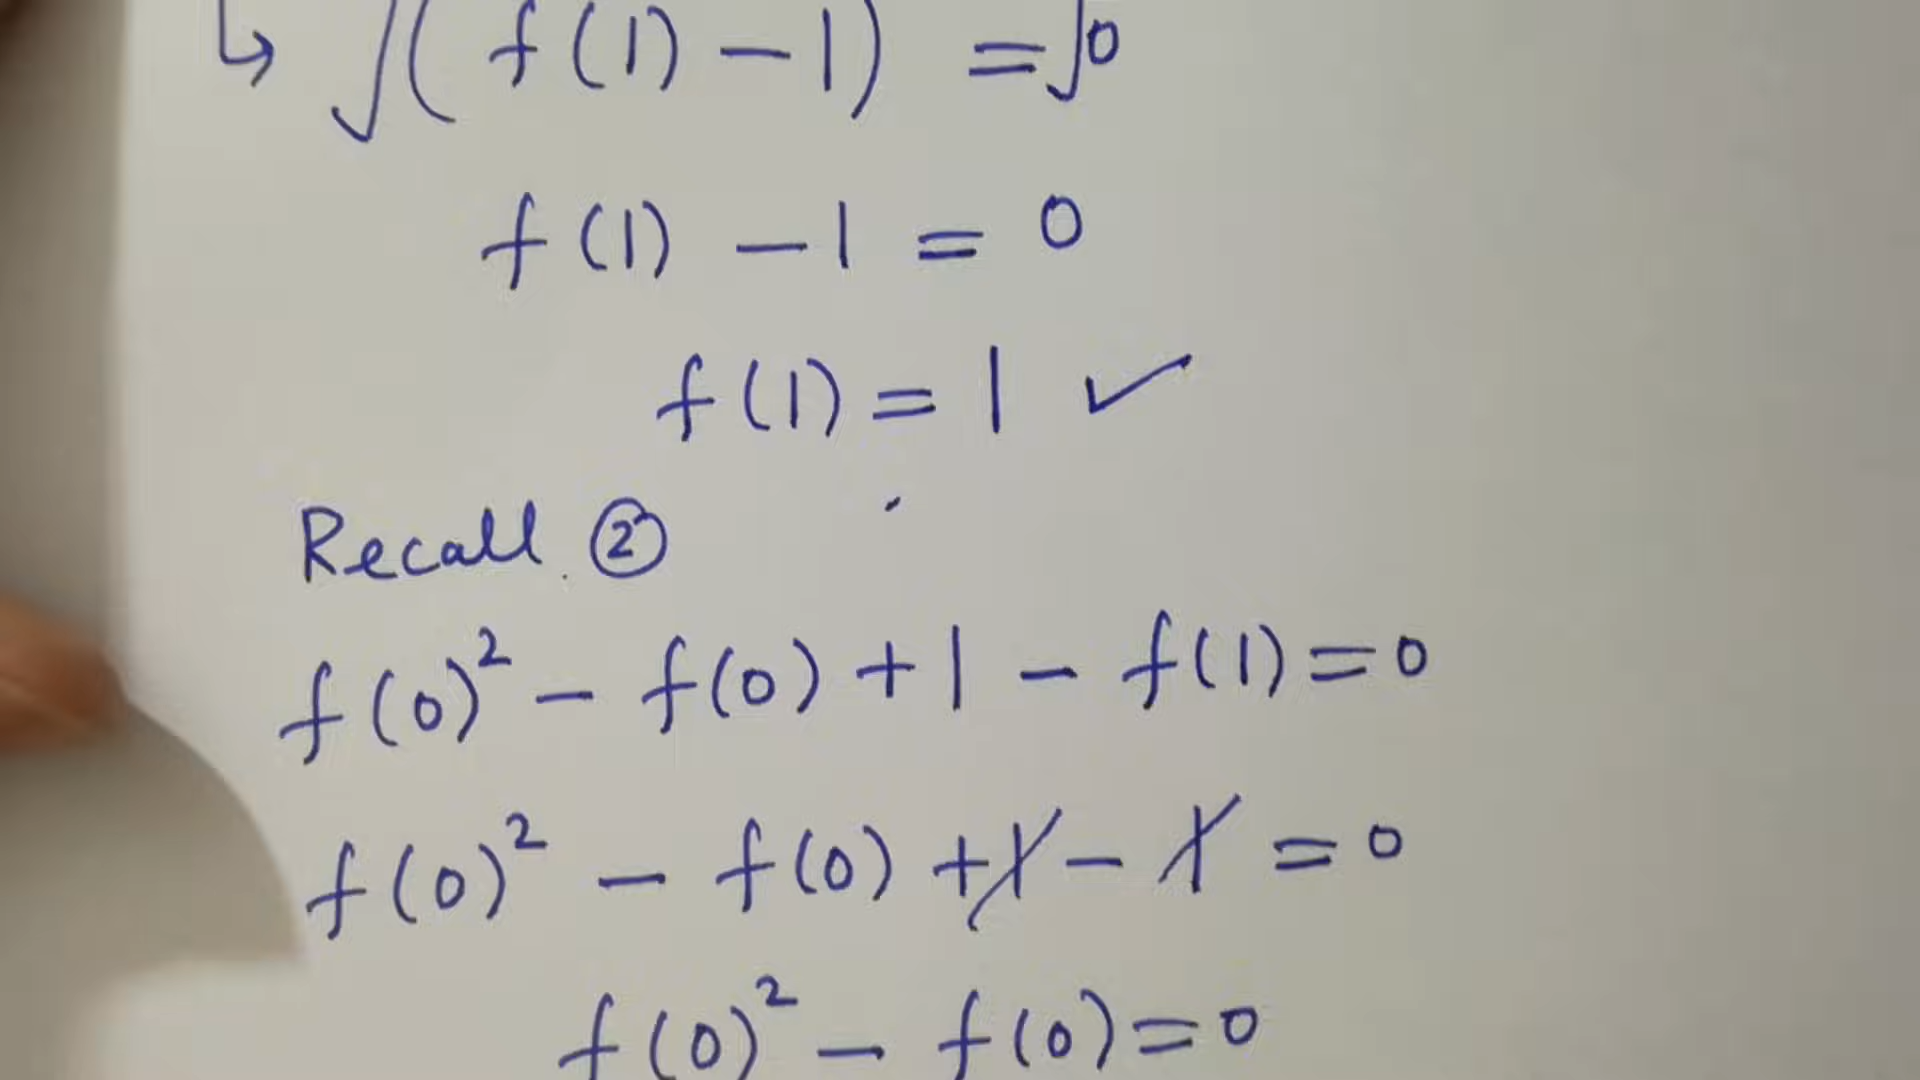 ↳ √(f(1) - 1) = √0
f(1) - 1 = 0
f(1) = 1 ✓
Recall ②
f(0)² - f(0) + 1 - f(1) = 0
f(0)² - f(0) + 1 - 1 = 0
f(0)² - f(0) = 0